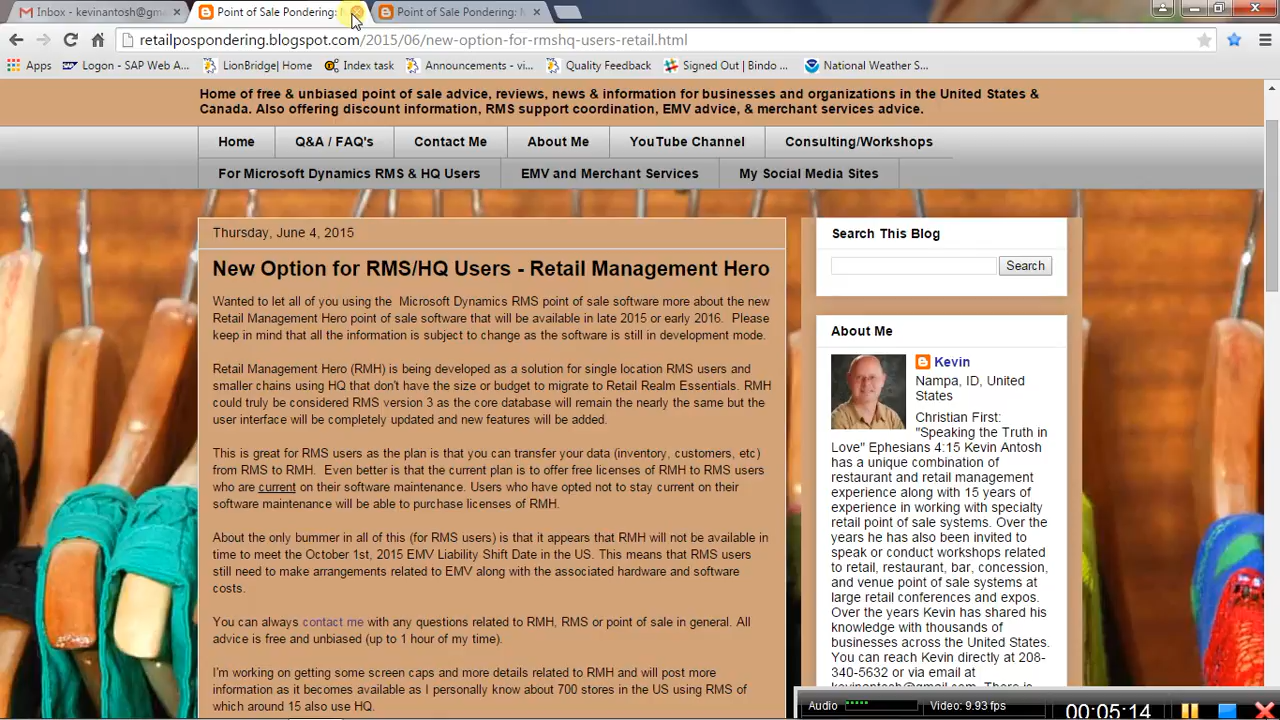 Inbox - kevinantosh@gm
Point of Sale Pondering:
Point of Sale Pondering:
retailpospondering.blogspot.com/2015/06/new-option-for-rmshq-users-retail.html
Apps
Logon - SAP Web A...
LionBridge| Home
Index task
Announcements - vi...
Quality Feedback
Signed Out | Bindo ...
National Weather S...
Home of free & unbiased point of sale advice, reviews, news & information for businesses and organizations in the United States &
Canada. Also offering discount information, RMS support coordination, EMV advice, & merchant services advice.
Home
Q&A / FAQ's
Contact Me
About Me
YouTube Channel
Consulting/Workshops
For Microsoft Dynamics RMS & HQ Users
EMV and Merchant Services
My Social Media Sites
Thursday, June 4, 2015
New Option for RMS/HQ Users - Retail Management Hero
Wanted to let all of you using the Microsoft Dynamics RMS point of sale software more about the new
Retail Management Hero point of sale software that will be available in late 2015 or early 2016. Please
keep in mind that all the information is subject to change as the software is still in development mode.
Retail Management Hero (RMH) is being developed as a solution for single location RMS users and
smaller chains using HQ that don't have the size or budget to migrate to Retail Realm Essentials. RMH
could truly be considered RMS version 3 as the core database will remain the nearly the same but the
user interface will be completely updated and new features will be added.
This is great for RMS users as the plan is that you can transfer your data (inventory, customers, etc)
from RMS to RMH. Even better is that the current plan is to offer free licenses of RMH to RMS users
who are current on their software maintenance. Users who have opted not to stay current on their
software maintenance will be able to purchase licenses of RMH.
About the only bummer in all of this (for RMS users) is that it appears that RMH will not be available in
time to meet the October 1st, 2015 EMV Liability Shift Date in the US. This means that RMS users
still need to make arrangements related to EMV along with the associated hardware and software
costs.
You can always contact me with any questions related to RMH, RMS or point of sale in general. All
advice is free and unbiased (up to 1 hour of my time).
I'm working on getting some screen caps and more details related to RMH and will post more
information as it becomes available as I personally know about 700 stores in the US using RMS of
which around 15 also use HQ.
Search This Blog
Search
About Me
Kevin
Nampa, ID, United
States
Christian First:
"Speaking the Truth in
Love" Ephesians 4:15 Kevin Antosh
has a unique combination of
restaurant and retail management
experience along with 15 years of
experience in working with specialty
retail point of sale systems. Over the
years he has also been invited to
speak or conduct workshops related
to retail, restaurant, bar, concession,
and venue point of sale systems at
large retail conferences and expos.
Over the years Kevin has shared his
knowledge with thousands of
businesses across the United States.
You can reach Kevin directly at 208-
340-5632 or via email at
kevinantosh@gmail.com. There is
Audio
Video: 9.93 fps
00:05:14